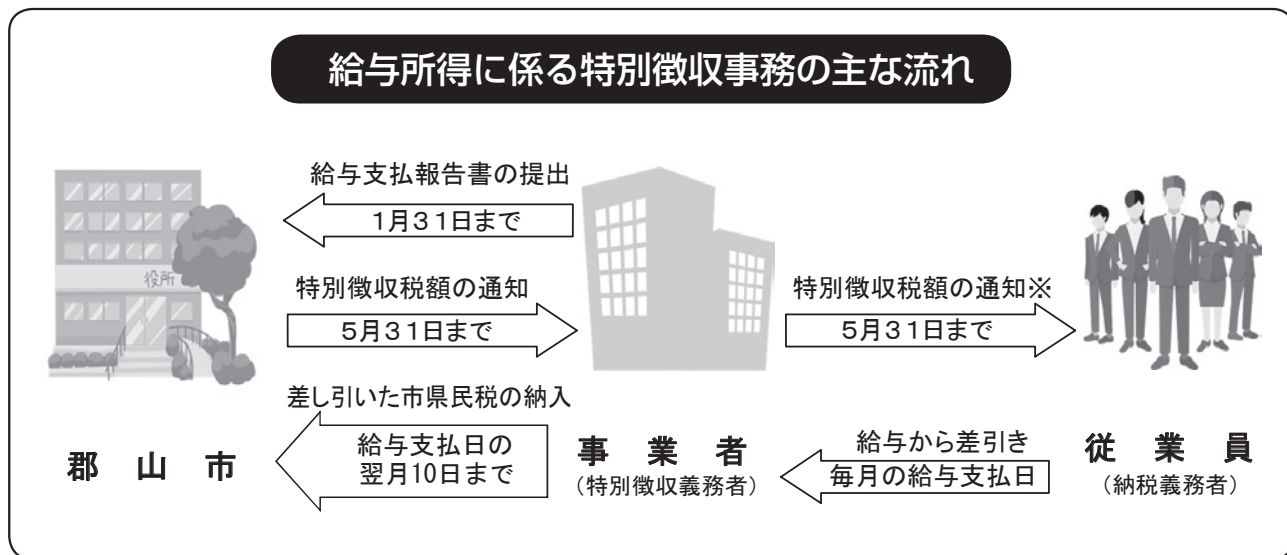 給与所得に係る特別徴収事務の主な流れ
給与支払報告書の提出
1月31日まで
役所
特別徴収税額の通知
5月31日まで
特別徴収税額の通知※
5月31日まで
差し引いた市県民税の納入
給与支払日の
翌月10日まで
給与から差引き
毎月の給与支払日
郡山市
事業者
（特別徴収義務者）
従業員
（納税義務者）